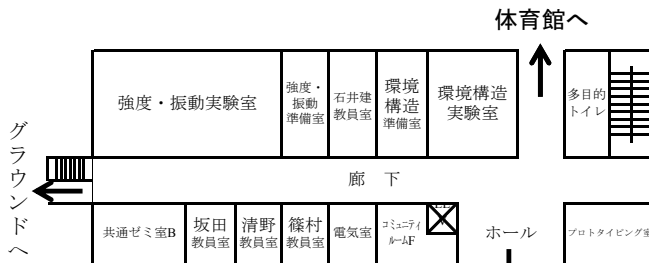 体育館へ
強度・振動実験室
強度・
振動
準備室
石井建
教員室
環境
構造
準備室
環境構造
実験室
多目的
トイレ
グラウンドへ
廊　下
共通ゼミ室B
坂田
教員室
清野
教員室
篠村
教員室
電気室
コミュニティ
ルームF
ホール
プロトタイピング室